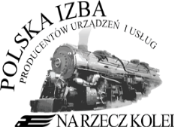 POLSKA IZBA
PRODUCENTÓW URZĄDZEŃ I USŁUG
NA RZECZ KOLEI